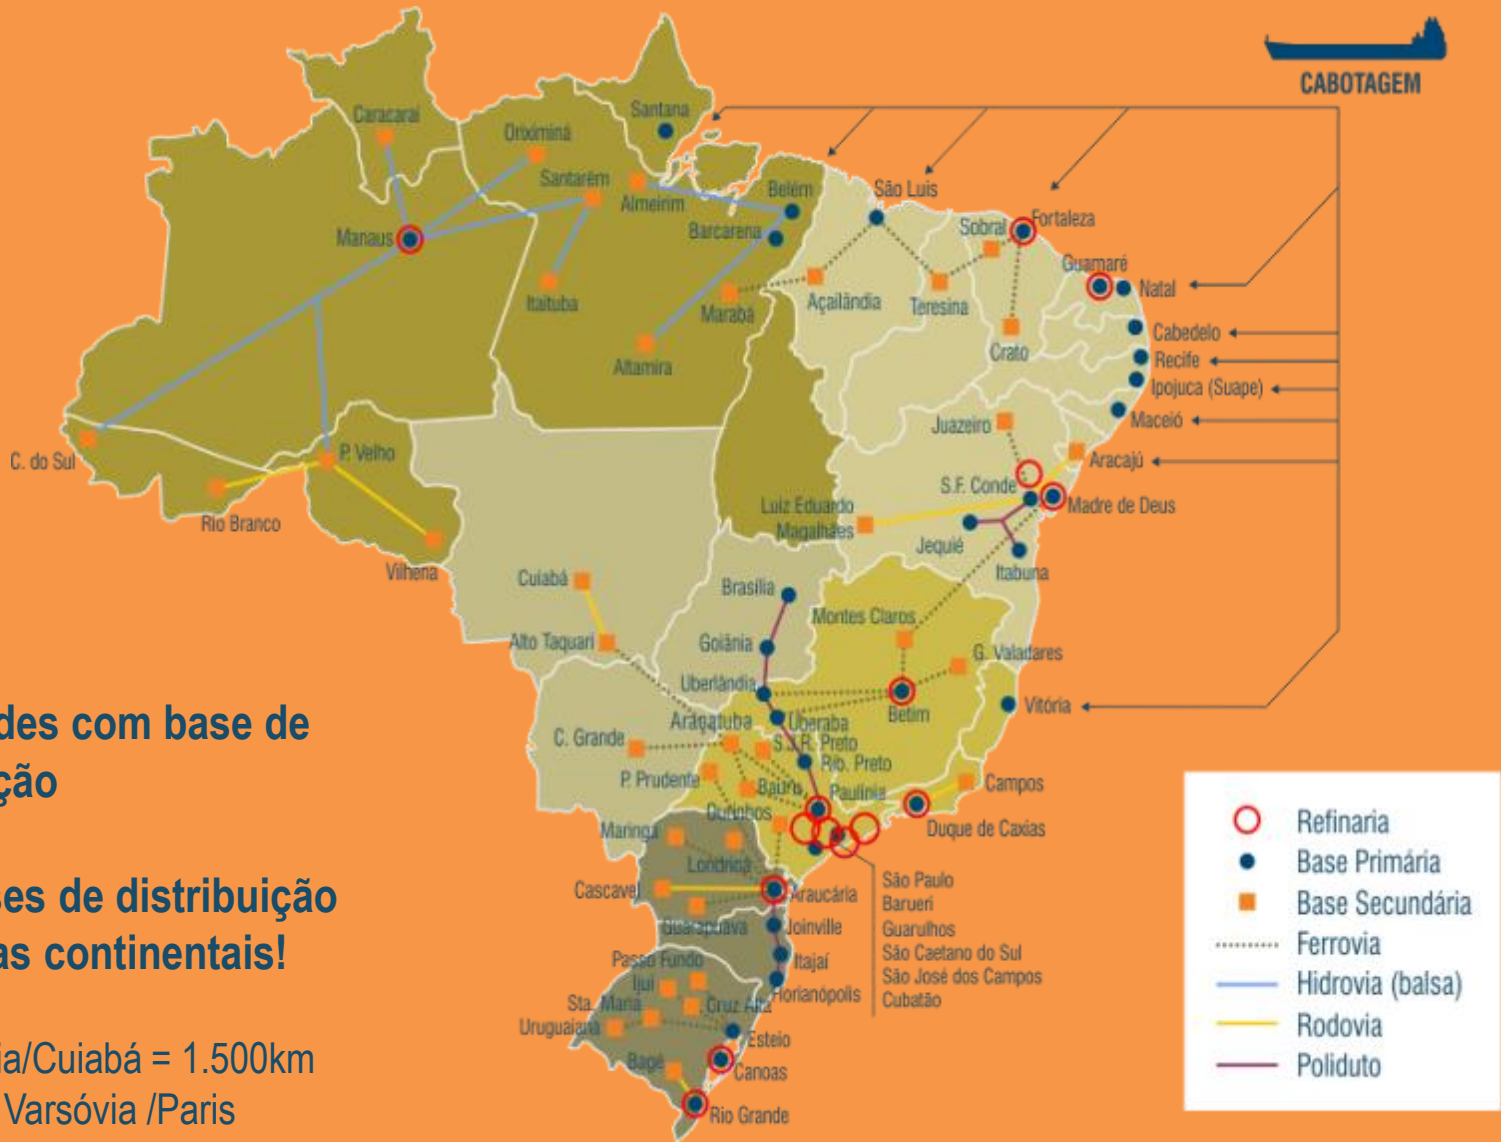 CABOTAGEM
Santana
Caracaraí
Oriximiná
Santarém
Almeirim
Belém
São Luis
Manaus
Barcarena
Sobral
Fortaleza
Guamaré
Natal
Itaituba
Marabá
Açailândia
Teresina
Cabedelo
Crato
Recife
Altamira
Ipojuca (Suape)
Maceió
Juazeiro
C. do Sul
P. Velho
Aracajú
S.F. Conde
Madre de Deus
Rio Branco
Luiz Eduardo
Magalhães
Jequié
Itabuna
Vilhena
Cuiabá
Brasília
Montes Claros
Alto Taquari
Goiânia
G. Valadares
Uberlândia
Vitória
Betim
Araçatuba
Uberaba
C. Grande
S.J.R. Preto
Rib. Preto
P. Prudente
Bauru
Paulínia
Campos
Ourinhos
Duque de Caxias
Maringá
Londrina
Cascavel
Araucária
São Paulo
Barueri
Guarulhos
São Caetano do Sul
São José dos Campos
Cubatão
Guarapuava
Joinville
Itajaí
Passo Fundo
Ijuí
Florianópolis
Sta. Maria
Cruz Alta
Uruguaiana
Esteio
Bagé
Canoas
Rio Grande
des com base de
ção
ses de distribuição
as continentais!
ia/Cuiabá = 1.500km
Varsóvia /Paris
Refinaria
Base Primária
Base Secundária
Ferrovia
Hidrovia (balsa)
Rodovia
Poliduto